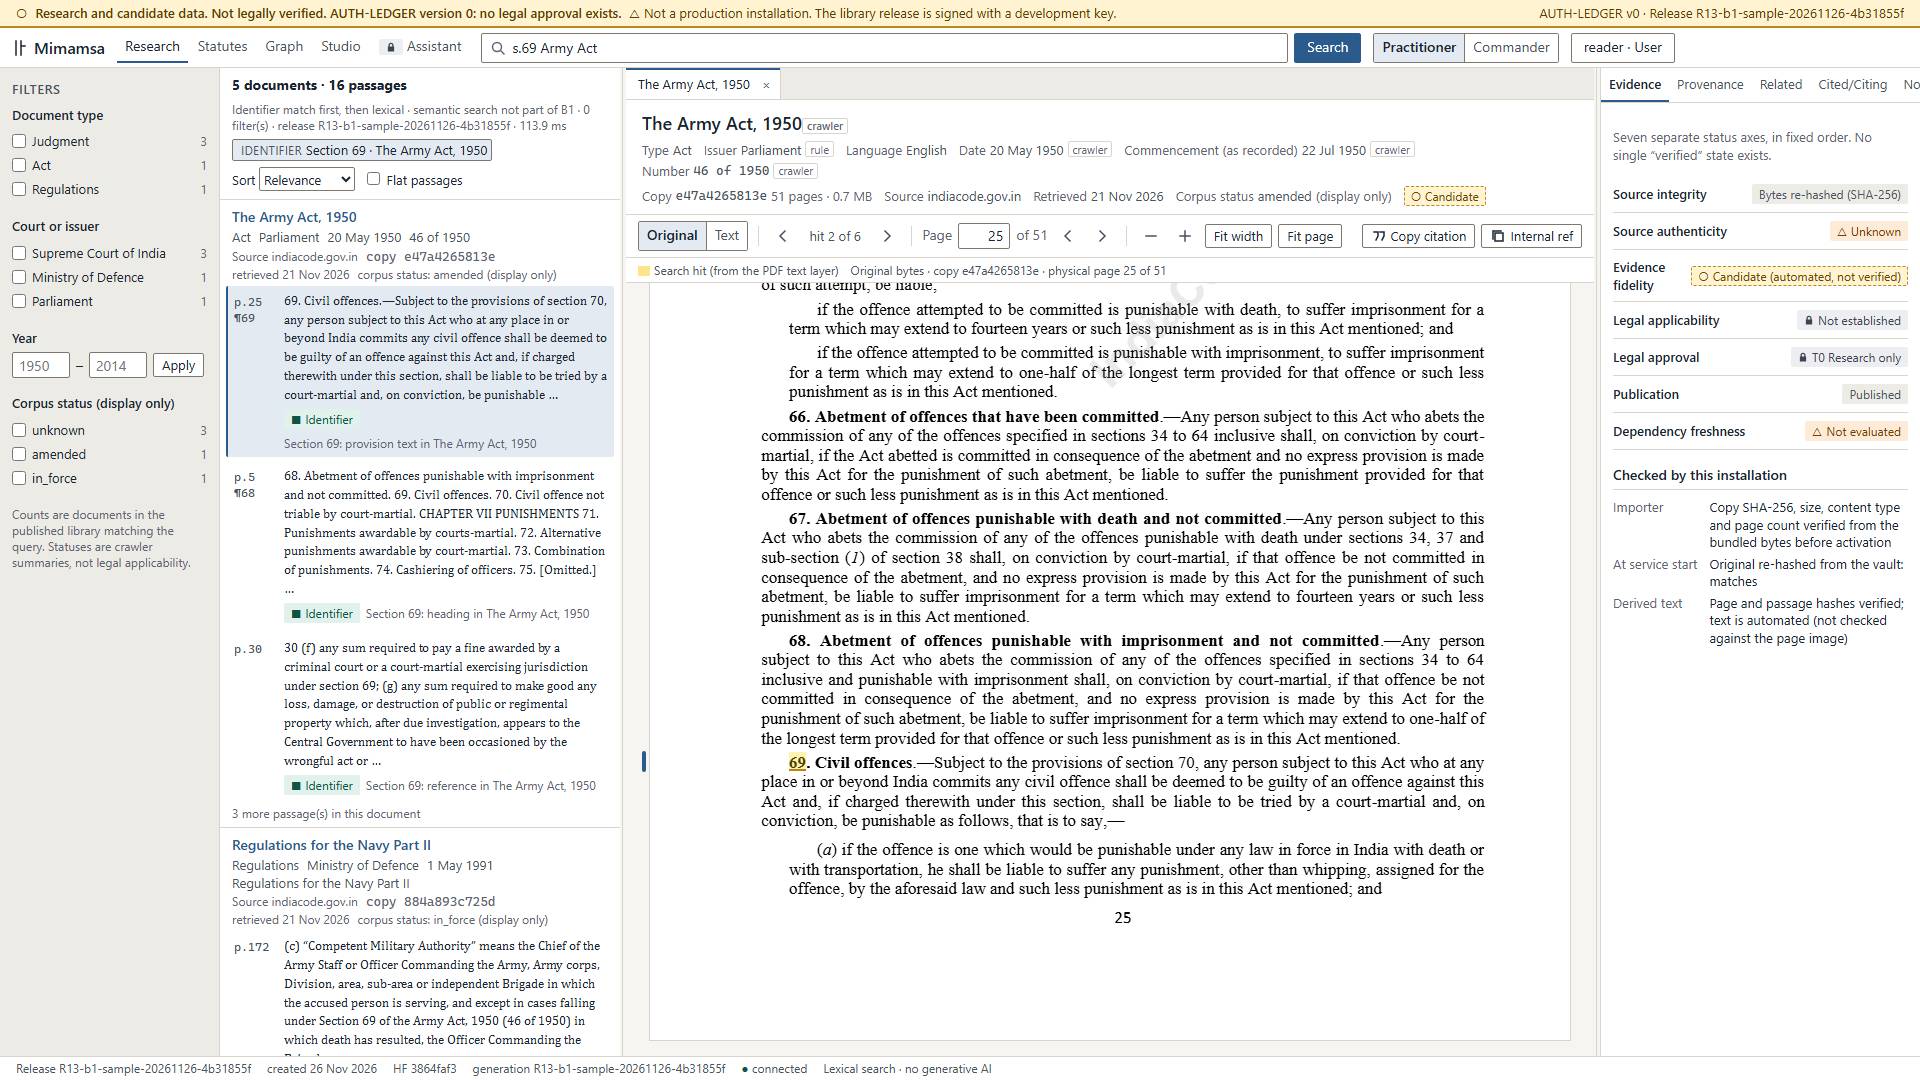 Research and candidate data. Not legally verified. AUTH-LEDGER version 0: no legal approval exists. ⚠ Not a production installation. The library release is signed with a development key.
AUTH-LEDGER v0 · Release R13-b1-sample-20261126-4b31855f
Mimamsa
Research Statutes Graph Studio Assistant
s.69 Army Act
Search
Practitioner Commander
reader · User
FILTERS
Document type
Judgment 3
Act 1
Regulations 1
Court or issuer
Supreme Court of India 3
Ministry of Defence 1
Parliament 1
Year
1950 – 2014 Apply
Corpus status (display only)
unknown 3
amended 1
in_force 1
Counts are documents in the
published library matching the
query. Statuses are crawler
summaries, not legal applicability.
5 documents · 16 passages
Identifier match first, then lexical · semantic search not part of B1 · 0
filter(s) · release R13-b1-sample-20261126-4b31855f · 113.9 ms
IDENTIFIER Section 69 · The Army Act, 1950
Sort Relevance Flat passages
The Army Act, 1950
Act Parliament 20 May 1950 46 of 1950
Source indiacode.gov.in copy e47a4265813e
retrieved 21 Nov 2026 corpus status: amended (display only)
p.25
¶69
69. Civil offences.—Subject to the provisions of section 70,
any person subject to this Act who at any place in or
beyond India commits any civil offence shall be deemed to
be guilty of an offence against this Act and, if charged
therewith under this section, shall be liable to be tried by a
court-martial and, on conviction, be punishable ...
Identifier
Section 69: provision text in The Army Act, 1950
p.5
¶68
68. Abetment of offences punishable with imprisonment
and not committed. 69. Civil offences. 70. Civil offence not
triable by court-martial. CHAPTER VII PUNISHMENTS 71.
Punishments awardable by courts-martial. 72. Alternative
punishments awardable by court-martial. 73. Combination
of punishments. 74. Cashiering of officers. 75. [Omitted.]
...
Identifier Section 69: heading in The Army Act, 1950
p.30
30 (f) any sum required to pay a fine awarded by a
criminal court or a court-martial exercising jurisdiction
under section 69; (g) any sum required to make good any
loss, damage, or destruction of public or regimental
property which, after due investigation, appears to the
Central Government to have been occasioned by the
wrongful act or ...
Identifier Section 69: reference in The Army Act, 1950
3 more passage(s) in this document
Regulations for the Navy Part II
Regulations Ministry of Defence 1 May 1991
Regulations for the Navy Part II
Source indiacode.gov.in copy 884a893c725d
retrieved 21 Nov 2026 corpus status: in_force (display only)
p.172
(c) “Competent Military Authority” means the Chief of the
Army Staff or Officer Commanding the Army, Army corps,
Division, area, sub-area or independent Brigade in which
the accused person is serving, and except in cases falling
under Section 69 of the Army Act, 1950 (46 of 1950) in
which death has resulted, the Officer Commanding the
The Army Act, 1950 ×
The Army Act, 1950 crawler
Type Act Issuer Parliament rule Language English Date 20 May 1950 crawler Commencement (as recorded) 22 Jul 1950 crawler
Number 46 of 1950 crawler
Copy e47a4265813e 51 pages · 0.7 MB Source indiacode.gov.in Retrieved 21 Nov 2026 Corpus status amended (display only) Candidate
Original Text hit 2 of 6 Page 25 of 51 Fit width Fit page Copy citation Internal ref
Search hit (from the PDF text layer) Original bytes · copy e47a4265813e · physical page 25 of 51
of such attempt, be liable,
if the offence attempted to be committed is punishable with death, to suffer imprisonment for a
term which may extend to fourteen years or such less punishment as is in this Act mentioned; and
if the offence attempted to be committed is punishable with imprisonment, to suffer imprisonment
for a term which may extend to one-half of the longest term provided for that offence or such less
punishment as is in this Act mentioned.
66. Abetment of offences that have been committed.—Any person subject to this Act who abets the
commission of any of the offences specified in sections 34 to 64 inclusive shall, on conviction by court-
martial, if the Act abetted is committed in consequence of the abetment and no express provision is made
by this Act for the punishment of such abetment, be liable to suffer the punishment provided for that
offence or such less punishment as is in this Act mentioned.
67. Abetment of offences punishable with death and not committed.—Any person subject to this
Act who abets the commission of any of the offences punishable with death under sections 34, 37 and
sub-section (1) of section 38 shall, on conviction by court-martial, if that offence be not committed in
consequence of the abetment, and no express provision is made by this Act for the punishment of such
abetment, be liable to suffer imprisonment for a term which may extend to fourteen years or such less
punishment as is in this Act mentioned.
68. Abetment of offences punishable with imprisonment and not committed.—Any person
subject to this Act who abets the commission of any of the offences specified in sections 34 to 64
inclusive and punishable with imprisonment shall, on conviction by court-martial, if that offence be not
committed in consequence of the abetment, and no express provision is made by this Act for the
punishment of such abetment, be liable to suffer imprisonment for a term which may extend to one-half of
the longest term provided for that offence or such less punishment as is in this Act mentioned.
69. Civil offences.—Subject to the provisions of section 70, any person subject to this Act who at any
place in or beyond India commits any civil offence shall be deemed to be guilty of an offence against this
Act and, if charged therewith under this section, shall be liable to be tried by a court-martial and, on
conviction, be punishable as follows, that is to say,—
(a) if the offence is one which would be punishable under any law in force in India with death or
with transportation, he shall be liable to suffer any punishment, other than whipping, assigned for the
offence, by the aforesaid law and such less punishment as is in this Act mentioned; and
25
Evidence Provenance Related Cited/Citing No
Seven separate status axes, in fixed order. No
single “verified” state exists.
Source integrity Bytes re-hashed (SHA-256)
Source authenticity ⚠ Unknown
Evidence
fidelity
Candidate (automated, not verified)
Legal applicability Not established
Legal approval T0 Research only
Publication Published
Dependency freshness ⚠ Not evaluated
Checked by this installation
Importer Copy SHA-256, size, content type
and page count verified from the
bundled bytes before activation
At service start Original re-hashed from the vault:
matches
Derived text Page and passage hashes verified;
text is automated (not checked
against the page image)
Release R13-b1-sample-20261126-4b31855f created 26 Nov 2026 HF 3864faf3 generation R13-b1-sample-20261126-4b31855f ● connected Lexical search · no generative AI